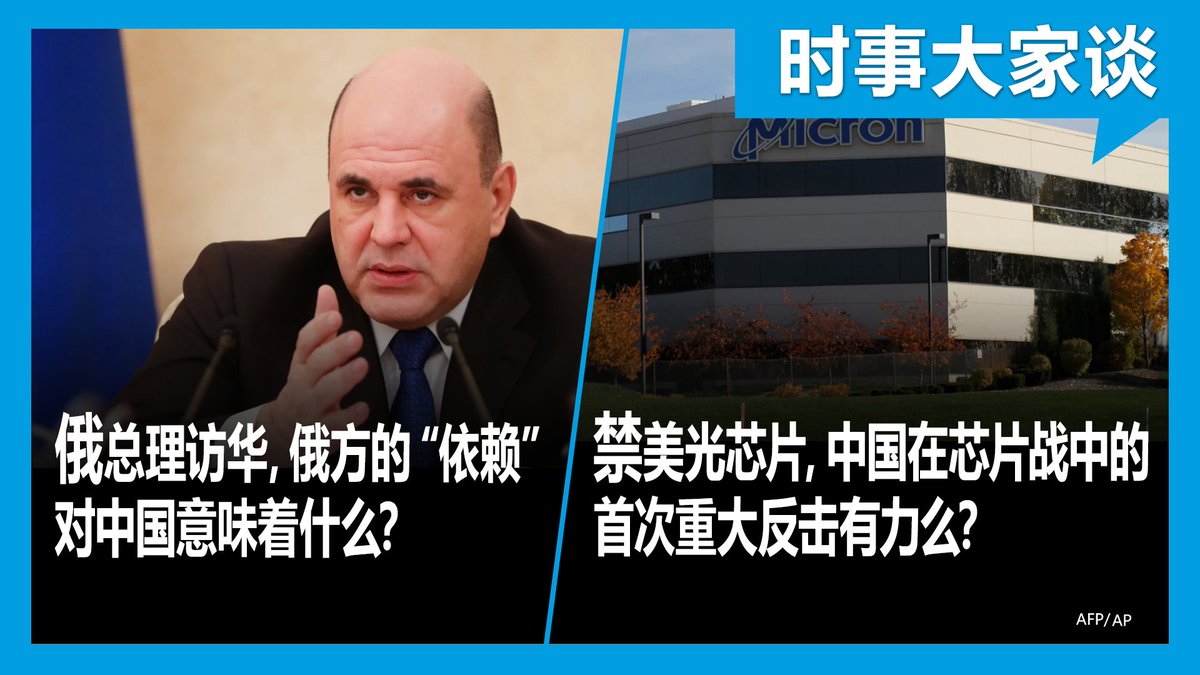 时事大家谈
Micron
俄总理访华, 俄方的“依赖”
对中国意味着什么?
禁美光芯片, 中国在芯片战中的
首次重大反击有力么?
AFP/AP